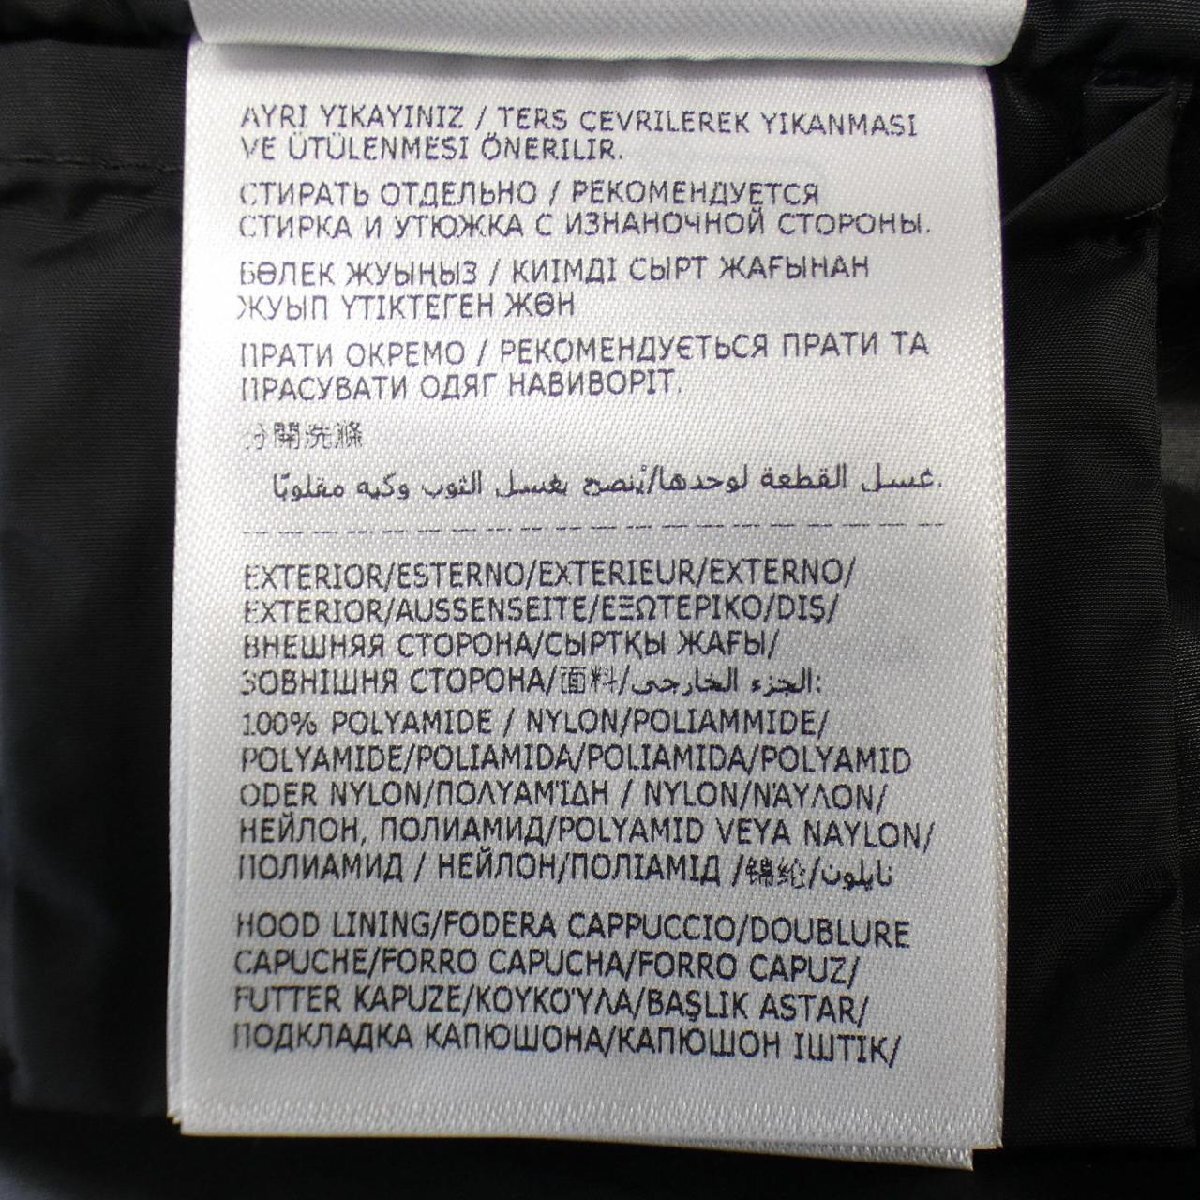 AYRI YIKAYINIZ / TERS ÇEVRILEREK YIKANMASI
VE ÜTÜLENMESI ÖNERILIR.
СТИРАТЬ ОТДЕЛЬНО / РЕКОМЕНДУЕТСЯ
СТИРКА И УТЮЖКА С ИЗНАНОЧНОЙ СТОРОНЫ.
БӨЛЕК ЖУЫҢЫЗ / КИІМДІ СЫРТ ЖАҒЫНАН
ЖУЫП ҮТІКТЕГЕН ЖӨН
ПРАТИ ОКРЕМО / РЕКОМЕНДУЄТЬСЯ ПРАТИ ТА
ПРАСУВАТИ ОДЯГ НАВИВОРІТ.
分開洗滌
غسل القطعة لوحدها/يُنصح بغسل الثوب وكيه مقلوبًا.
EXTERIOR/ESTERNO/EXTERIEUR/EXTERNO/
EXTERIOR/AUSSENSEITE/ΕΞΩΤΕΡΙΚΟ/DIŞ/
ВНЕШНЯЯ СТОРОНА/СЫРТҚЫ ЖАҒЫ/
ЗОВНІШНЯ СТОРОНА/面料/الجزء الخارجي:
100% POLYAMIDE / NYLON/POLIAMMIDE/
POLYAMIDE/POLIAMIDA/POLIAMIDA/POLYAMID
ODER NYLON/ΠΟΛΥΑΜΊΔΗ / NYLON/ΝΆΥΛΟΝ/
НЕЙЛОН, ПОЛИАМИД/POLYAMID VEYA NAYLON/
ПОЛИАМИД / НЕЙЛОН/ПОЛІАМІД /锦纶/نايلون
HOOD LINING/FODERA CAPPUCCIO/DOUBLURE
CAPUCHE/FORRO CAPUCHA/FORRO CAPUZ/
FUTTER KAPUZE/ΚΟΥΚΟΎΛΑ/BAŞLIK ASTAR/
ПОДКЛАДКА КАПЮШОНА/КАПЮШОН ІШТІК/